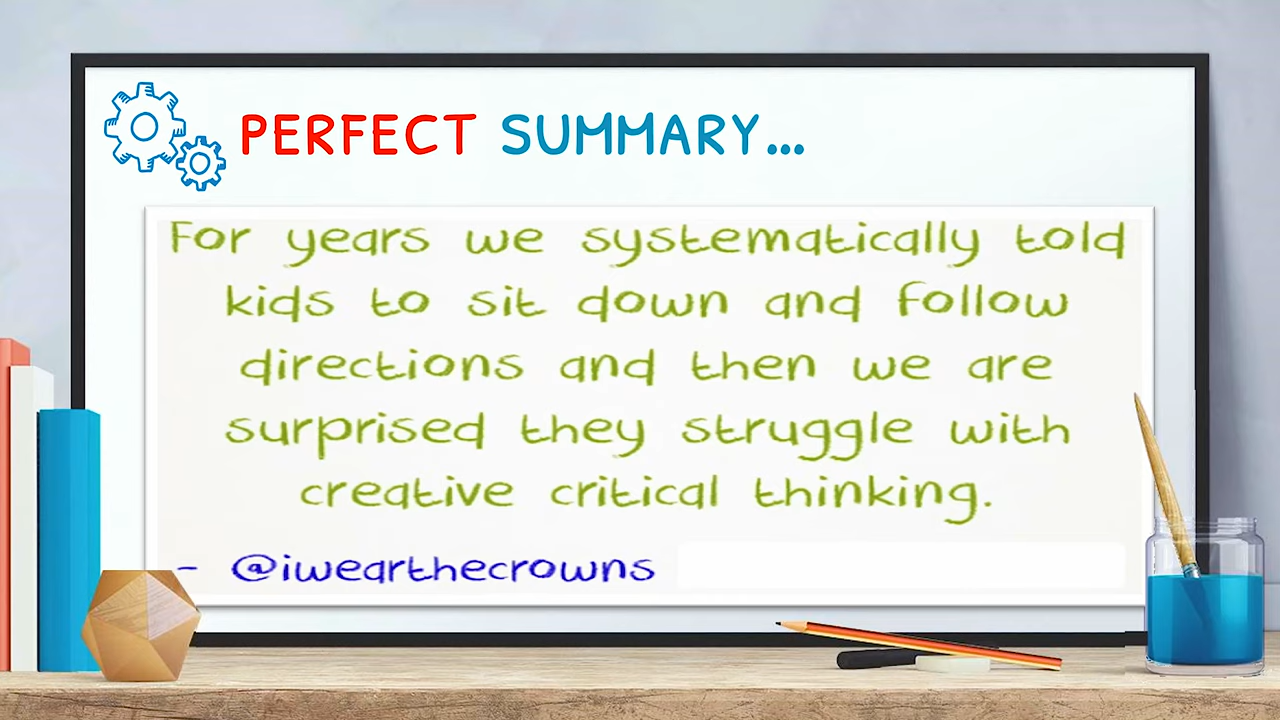 PERFECT SUMMARY...
For years we systematically told
kids to sit down and follow
directions and then we are
surprised they struggle with
creative critical thinking.
- @iwearthecrowns